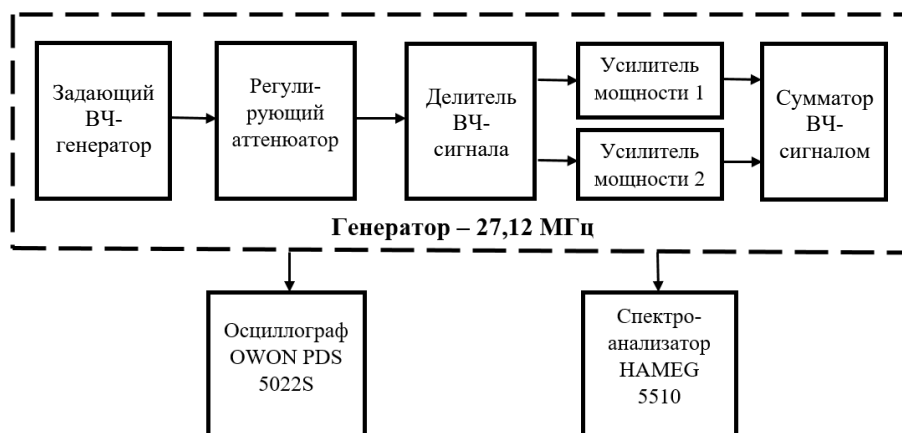 Задающий
ВЧ-
генератор
Регули-
рующий
аттенюатор
Делитель
ВЧ-
сигнала
Усилитель
мощности 1
Усилитель
мощности 2
Сумматор
ВЧ-
сигналом
Генератор – 27,12 МГц
Осциллограф
OWON PDS
5022S
Спектро-
анализатор
HAMEG
5510